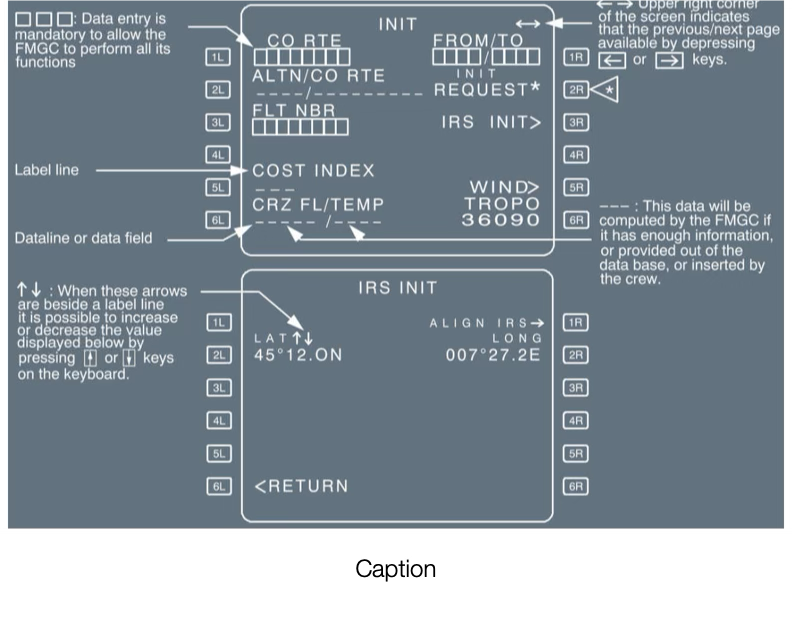 □□□: Data entry is
mandatory to allow the
FMGC to perform all its
functions
Label line
Dataline or data field
↑↓ : When these arrows
are beside a label line
it is possible to increase
or decrease the value
displayed below by
pressing [↑] or [↓] keys
on the keyboard.
INIT ↔
CO RTE FROM/TO
1L □□□□□□□□ □□□□/□□□□ 1R
ALTN/CO RTE INIT
2L ----/---------- REQUEST* 2R *
FLT NBR
3L □□□□□□□□ IRS INIT> 3R
4L 4R
COST INDEX
5L --- WIND> 5R
CRZ FL/TEMP TROPO
6L ----- /---- 36090 6R
← → Upper right corner
of the screen indicates
that the previous/next page
available by depressing
[←] or [→] keys.
--- : This data will be
computed by the FMGC if
it has enough information,
or provided out of the
data base, or inserted by
the crew.
IRS INIT
1L ALIGN IRS→ 1R
LAT↑↓ LONG
2L 45°12.0N 007°27.2E 2R
3L 3R
4L 4R
5L 5R
6L <RETURN 6R
Caption